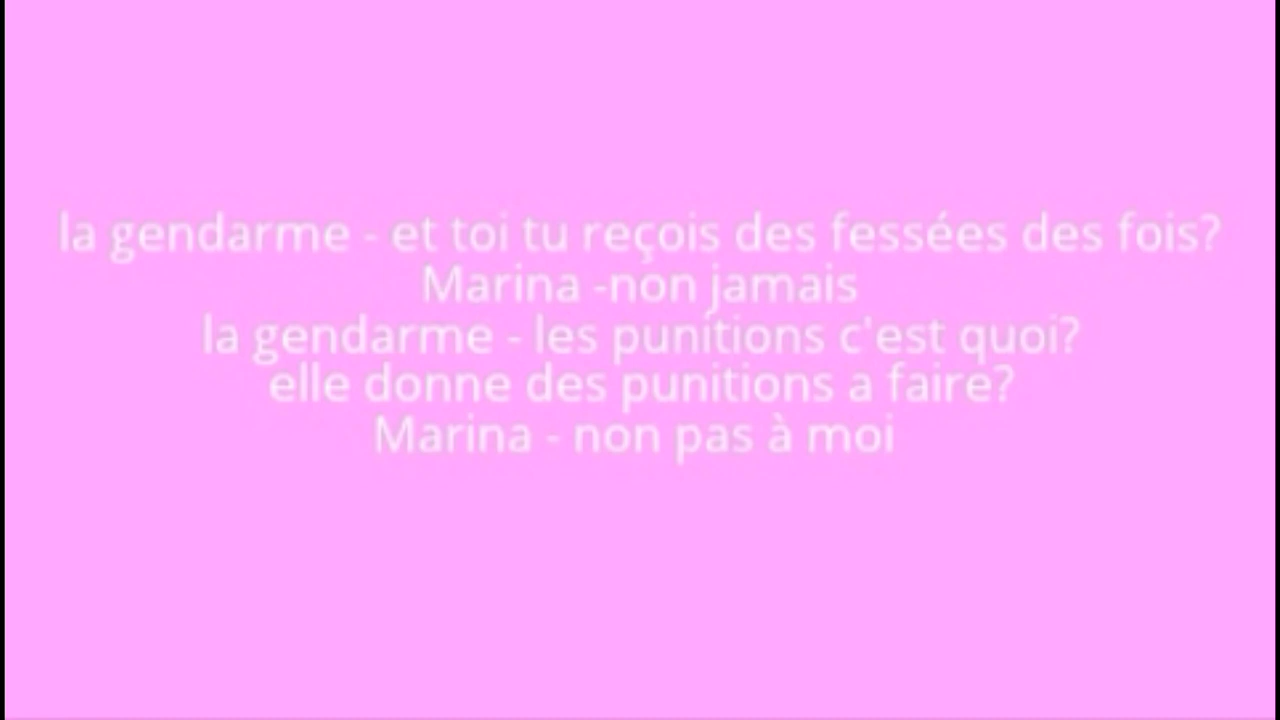 la gendarme - et toi tu reçois des fessées des fois?
Marina -non jamais
la gendarme - les punitions c'est quoi?
elle donne des punitions a faire?
Marina - non pas à moi